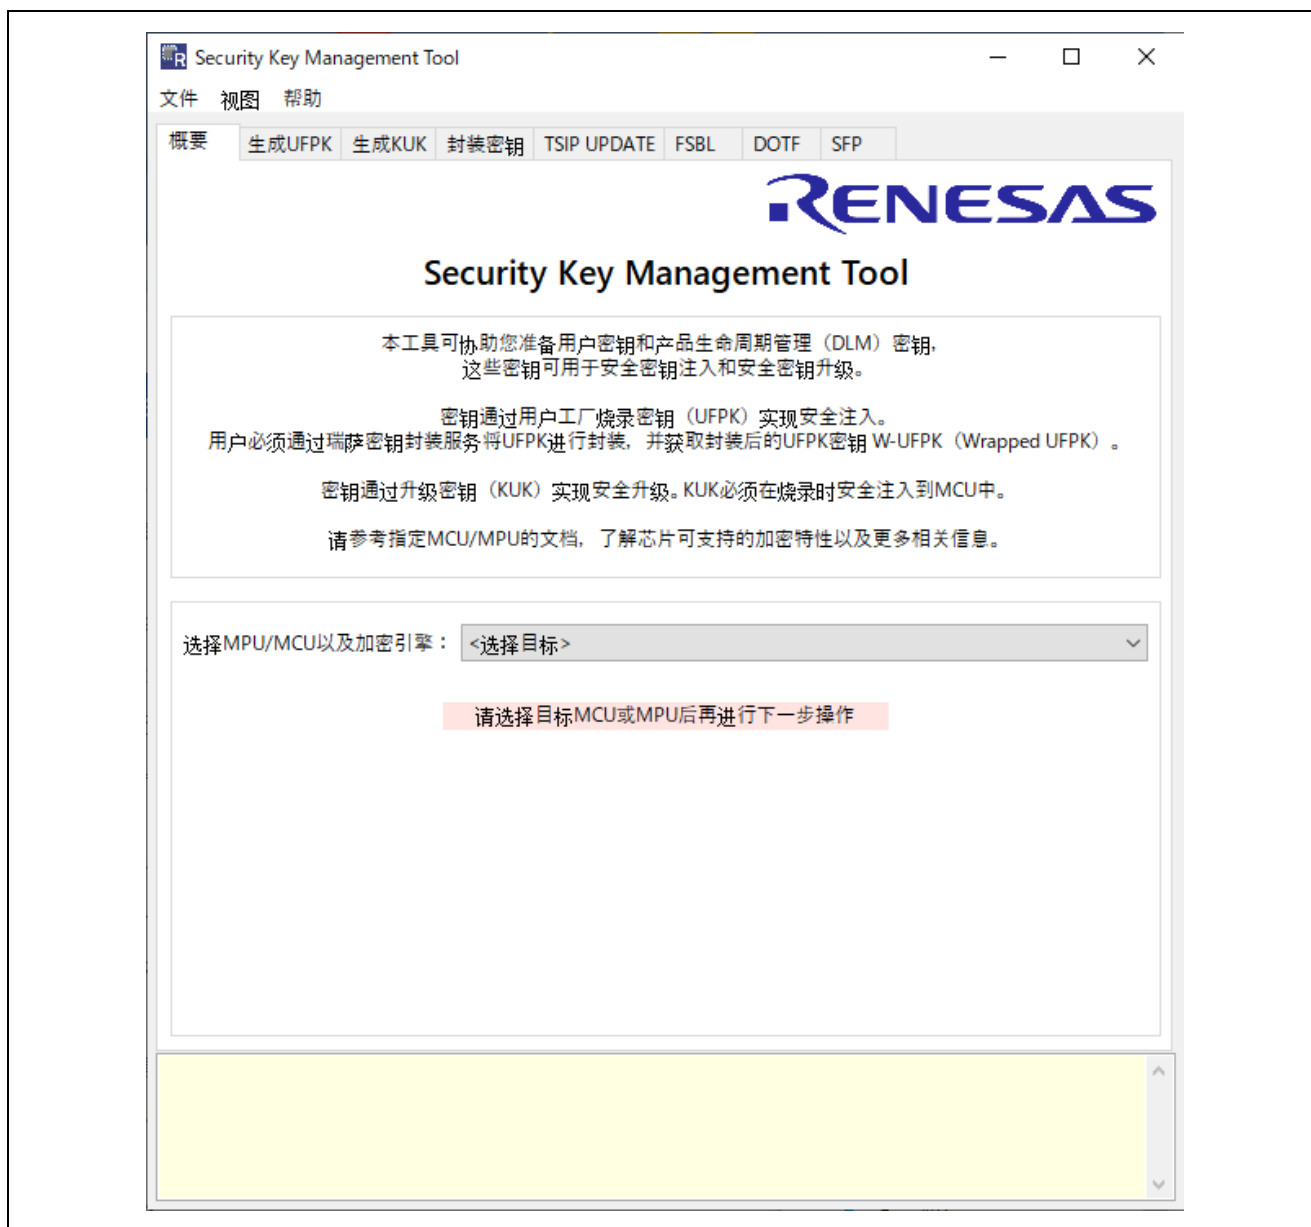 Security Key Management Tool
文件 视图 帮助
概要 生成UFPK 生成KUK 封装密钥 TSIP UPDATE FSBL DOTF SFP
RENESAS
Security Key Management Tool
本工具可协助您准备用户密钥和产品生命周期管理（DLM）密钥，
这些密钥可用于安全密钥注入和安全密钥升级。
密钥通过用户工厂烧录密钥（UFPK）实现安全注入。
用户必须通过瑞萨密钥封装服务将UFPK进行封装，并获取封装后的UFPK密钥 W-UFPK（Wrapped UFPK）。
密钥通过升级密钥（KUK）实现安全升级。KUK必须在烧录时安全注入到MCU中。
请参考指定MCU/MPU的文档，了解芯片可支持的加密特性以及更多相关信息。
选择MPU/MCU以及加密引擎： <选择目标>
请选择目标MCU或MPU后再进行下一步操作